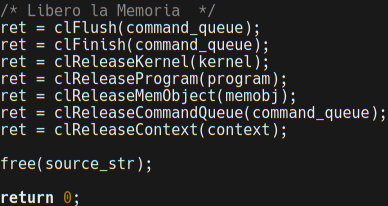 /* Libero la Memoria  */
ret = clFlush(command_queue);
ret = clFinish(command_queue);
ret = clReleaseKernel(kernel);
ret = clReleaseProgram(program);
ret = clReleaseMemObject(memobj);
ret = clReleaseCommandQueue(command_queue);
ret = clReleaseContext(context);

free(source_str);

return 0;